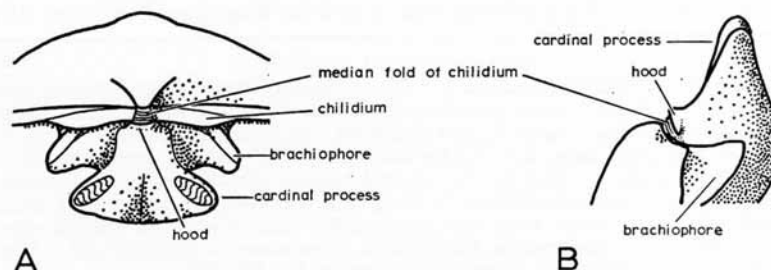 cardinal process
hood
median fold of chilidium
chilidium
brachiophore
cardinal process
hood
brachiophore
A
B